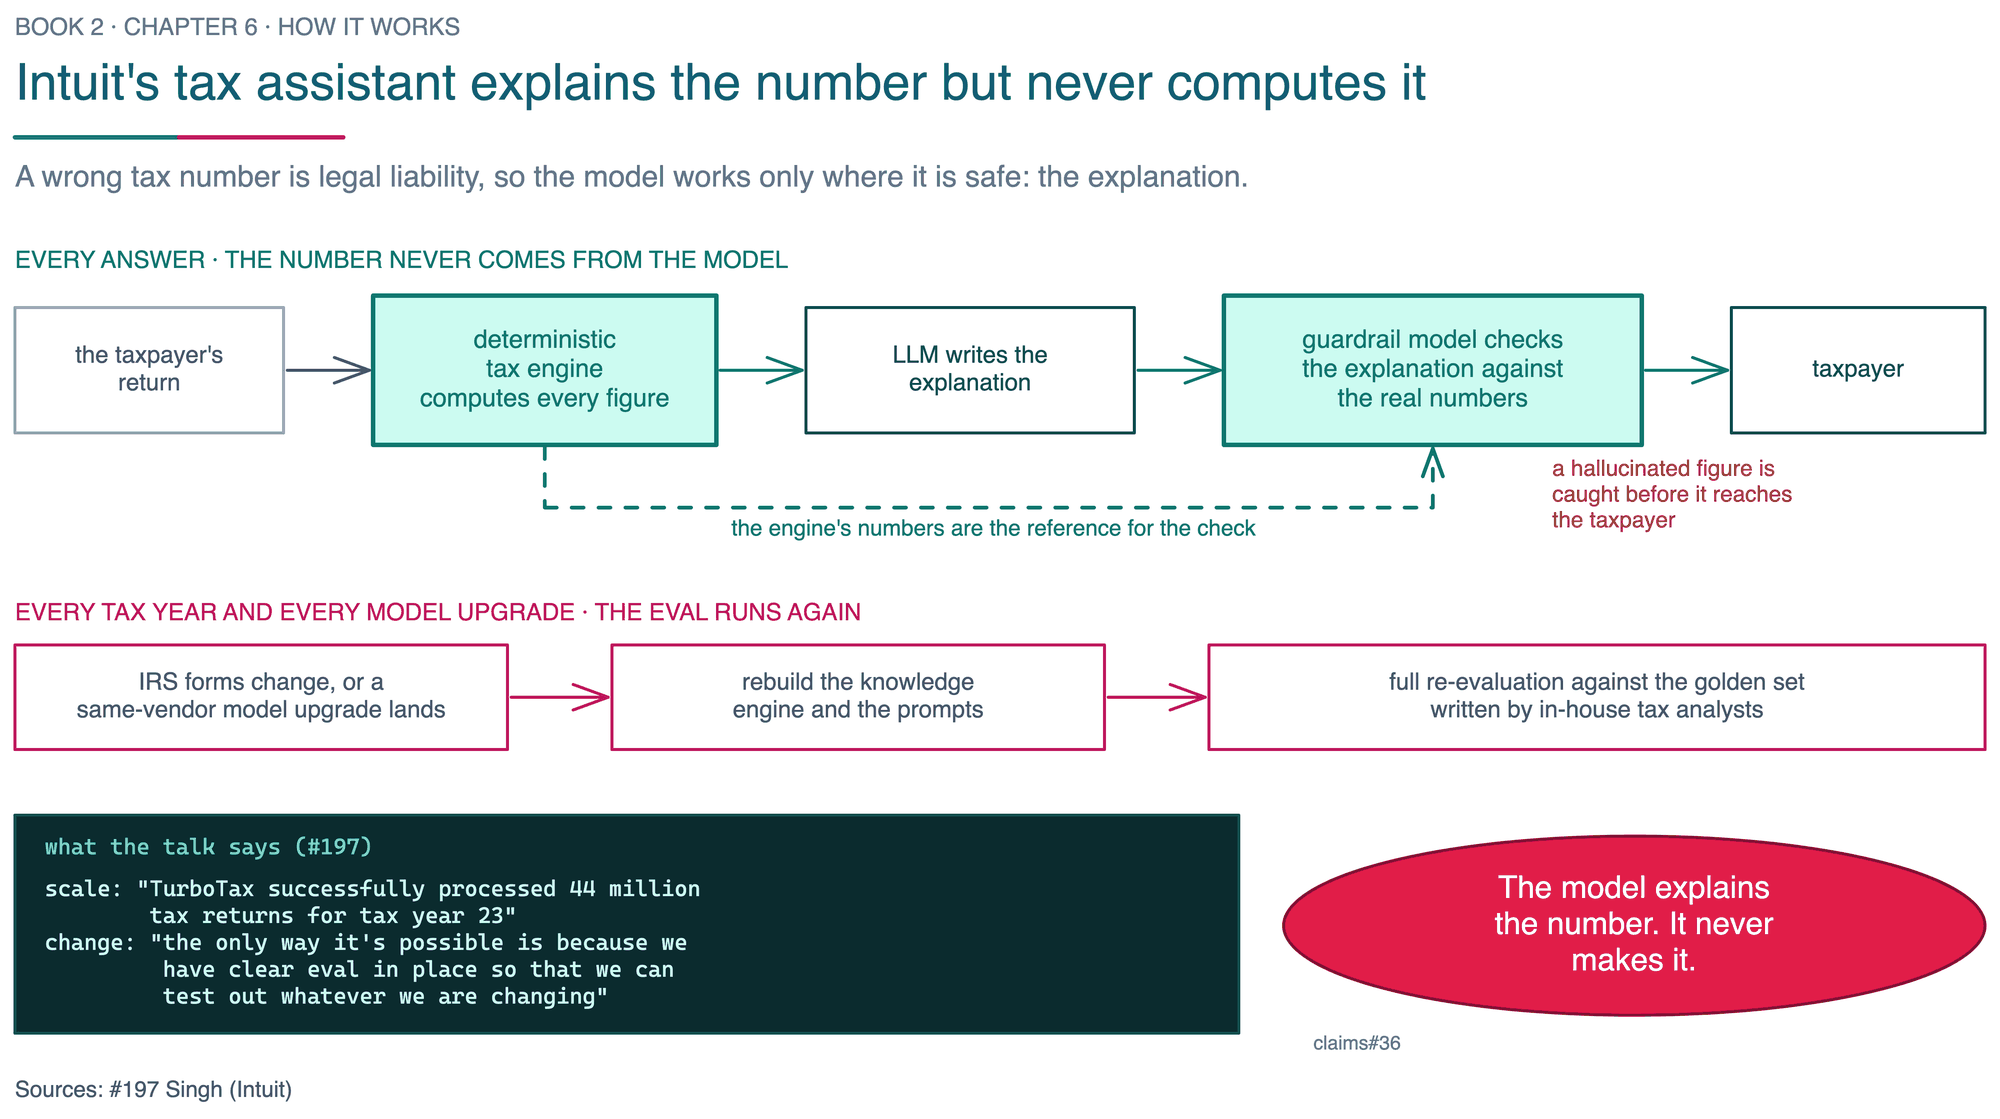 BOOK 2 · CHAPTER 6 · HOW IT WORKS
Intuit's tax assistant explains the number but never computes it
A wrong tax number is legal liability, so the model works only where it is safe: the explanation.
EVERY ANSWER · THE NUMBER NEVER COMES FROM THE MODEL
the taxpayer's
return
deterministic
tax engine
computes every figure
LLM writes the
explanation
guardrail model checks
the explanation against
the real numbers
taxpayer
a hallucinated figure is
caught before it reaches
the taxpayer
the engine's numbers are the reference for the check
EVERY TAX YEAR AND EVERY MODEL UPGRADE · THE EVAL RUNS AGAIN
IRS forms change, or a
same-vendor model upgrade lands
rebuild the knowledge
engine and the prompts
full re-evaluation against the golden set
written by in-house tax analysts
what the talk says (#197)
scale: "TurboTax successfully processed 44 million
tax returns for tax year 23"
change: "the only way it's possible is because we
have clear eval in place so that we can
test out whatever we are changing"
The model explains
the number. It never
makes it.
claims#36
Sources: #197 Singh (Intuit)